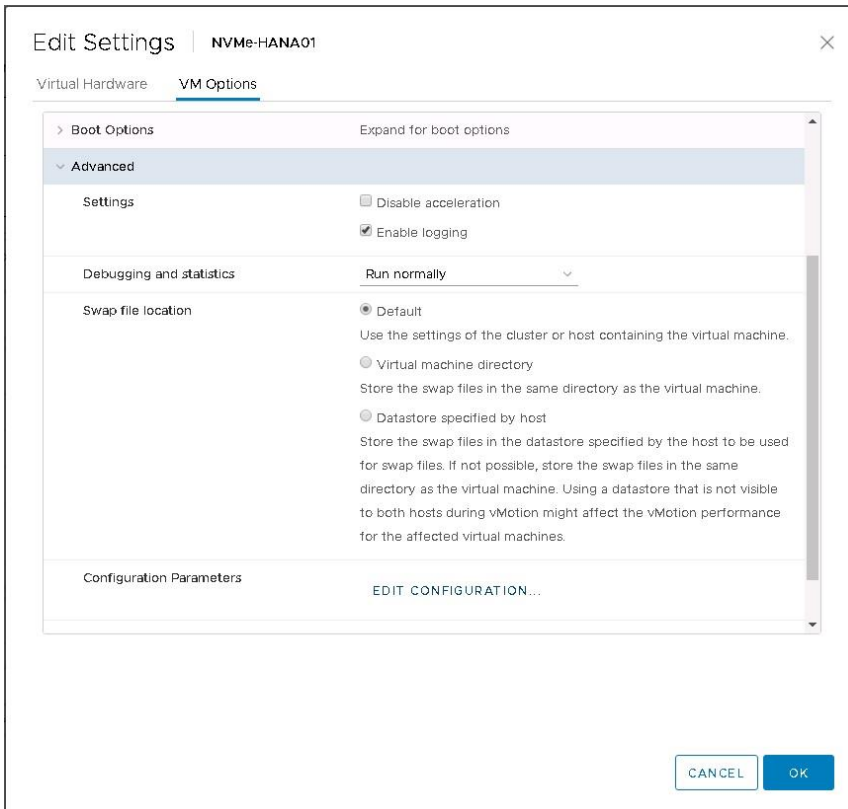 Edit Settings | NVMe-HANA01
Virtual Hardware VM Options
Boot Options Expand for boot options
Advanced
Settings Disable acceleration
Enable logging
Debugging and statistics Run normally
Swap file location Default
Use the settings of the cluster or host containing the virtual machine.
Virtual machine directory
Store the swap files in the same directory as the virtual machine.
Datastore specified by host
Store the swap files in the datastore specified by the host to be used
for swap files. If not possible, store the swap files in the same
directory as the virtual machine. Using a datastore that is not visible
to both hosts during vMotion might affect the vMotion performance
for the affected virtual machines.
Configuration Parameters EDIT CONFIGURATION...
CANCEL OK